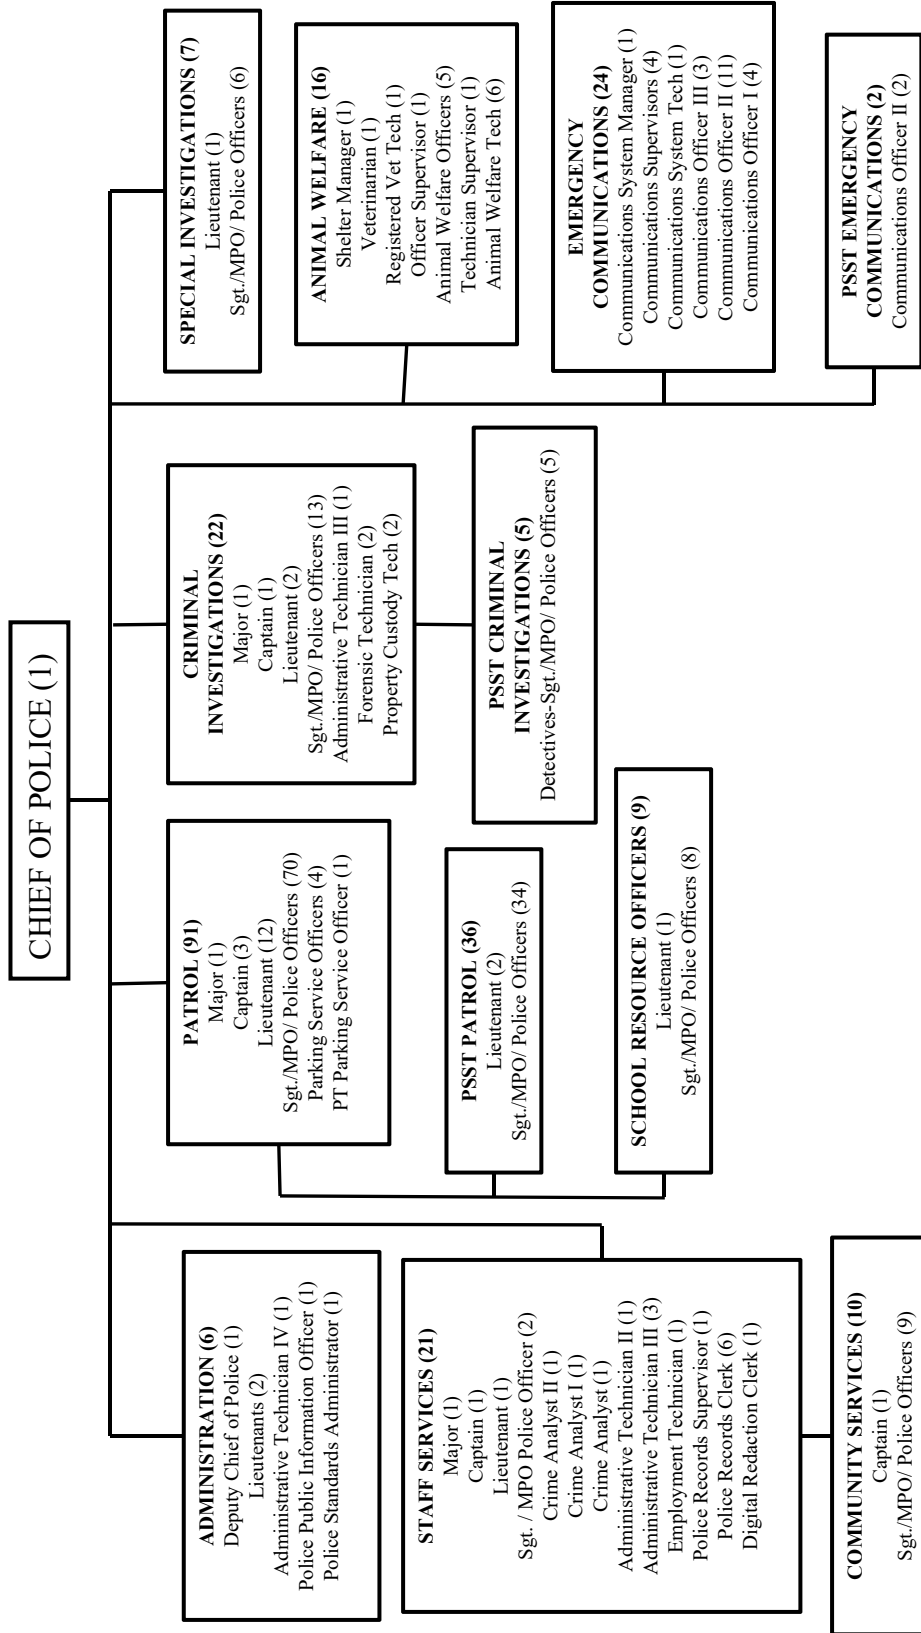 CHIEF OF POLICE (1)
ADMINISTRATION (6)
Deputy Chief of Police (1)
Lieutenants (2)
Administrative Technician IV (1)
Police Public Information Officer (1)
Police Standards Administrator (1)
STAFF SERVICES (21)
Major (1)
Captain (1)
Lieutenant (1)
Sgt. / MPO Police Officer (2)
Crime Analyst II (1)
Crime Analyst I (1)
Crime Analyst (1)
Administrative Technician II (1)
Administrative Technician III (3)
Employment Technician (1)
Police Records Supervisor (1)
Police Records Clerk (6)
Digital Redaction Clerk (1)
COMMUNITY SERVICES (10)
Captain (1)
Sgt./MPO/ Police Officers (9)
PATROL (91)
Major (1)
Captain (3)
Lieutenant (12)
Sgt./MPO/ Police Officers (70)
Parking Service Officers (4)
PT Parking Service Officer (1)
PSST PATROL (36)
Lieutenant (2)
Sgt./MPO/ Police Officers (34)
SCHOOL RESOURCE OFFICERS (9)
Lieutenant (1)
Sgt./MPO/ Police Officers (8)
CRIMINAL
INVESTIGATIONS (22)
Major (1)
Captain (1)
Lieutenant (2)
Sgt./MPO/ Police Officers (13)
Administrative Technician III (1)
Forensic Technician (2)
Property Custody Tech (2)
PSST CRIMINAL
INVESTIGATIONS (5)
Detectives-Sgt./MPO/ Police Officers (5)
SPECIAL INVESTIGATIONS (7)
Lieutenant (1)
Sgt./MPO/ Police Officers (6)
ANIMAL WELFARE (16)
Shelter Manager (1)
Veterinarian (1)
Registered Vet Tech (1)
Officer Supervisor (1)
Animal Welfare Officers (5)
Technician Supervisor (1)
Animal Welfare Tech (6)
EMERGENCY
COMMUNICATIONS (24)
Communications System Manager (1)
Communications Supervisors (4)
Communications System Tech (1)
Communications Officer III (3)
Communications Officer II (11)
Communications Officer I (4)
PSST EMERGENCY
COMMUNICATIONS (2)
Communications Officer II (2)